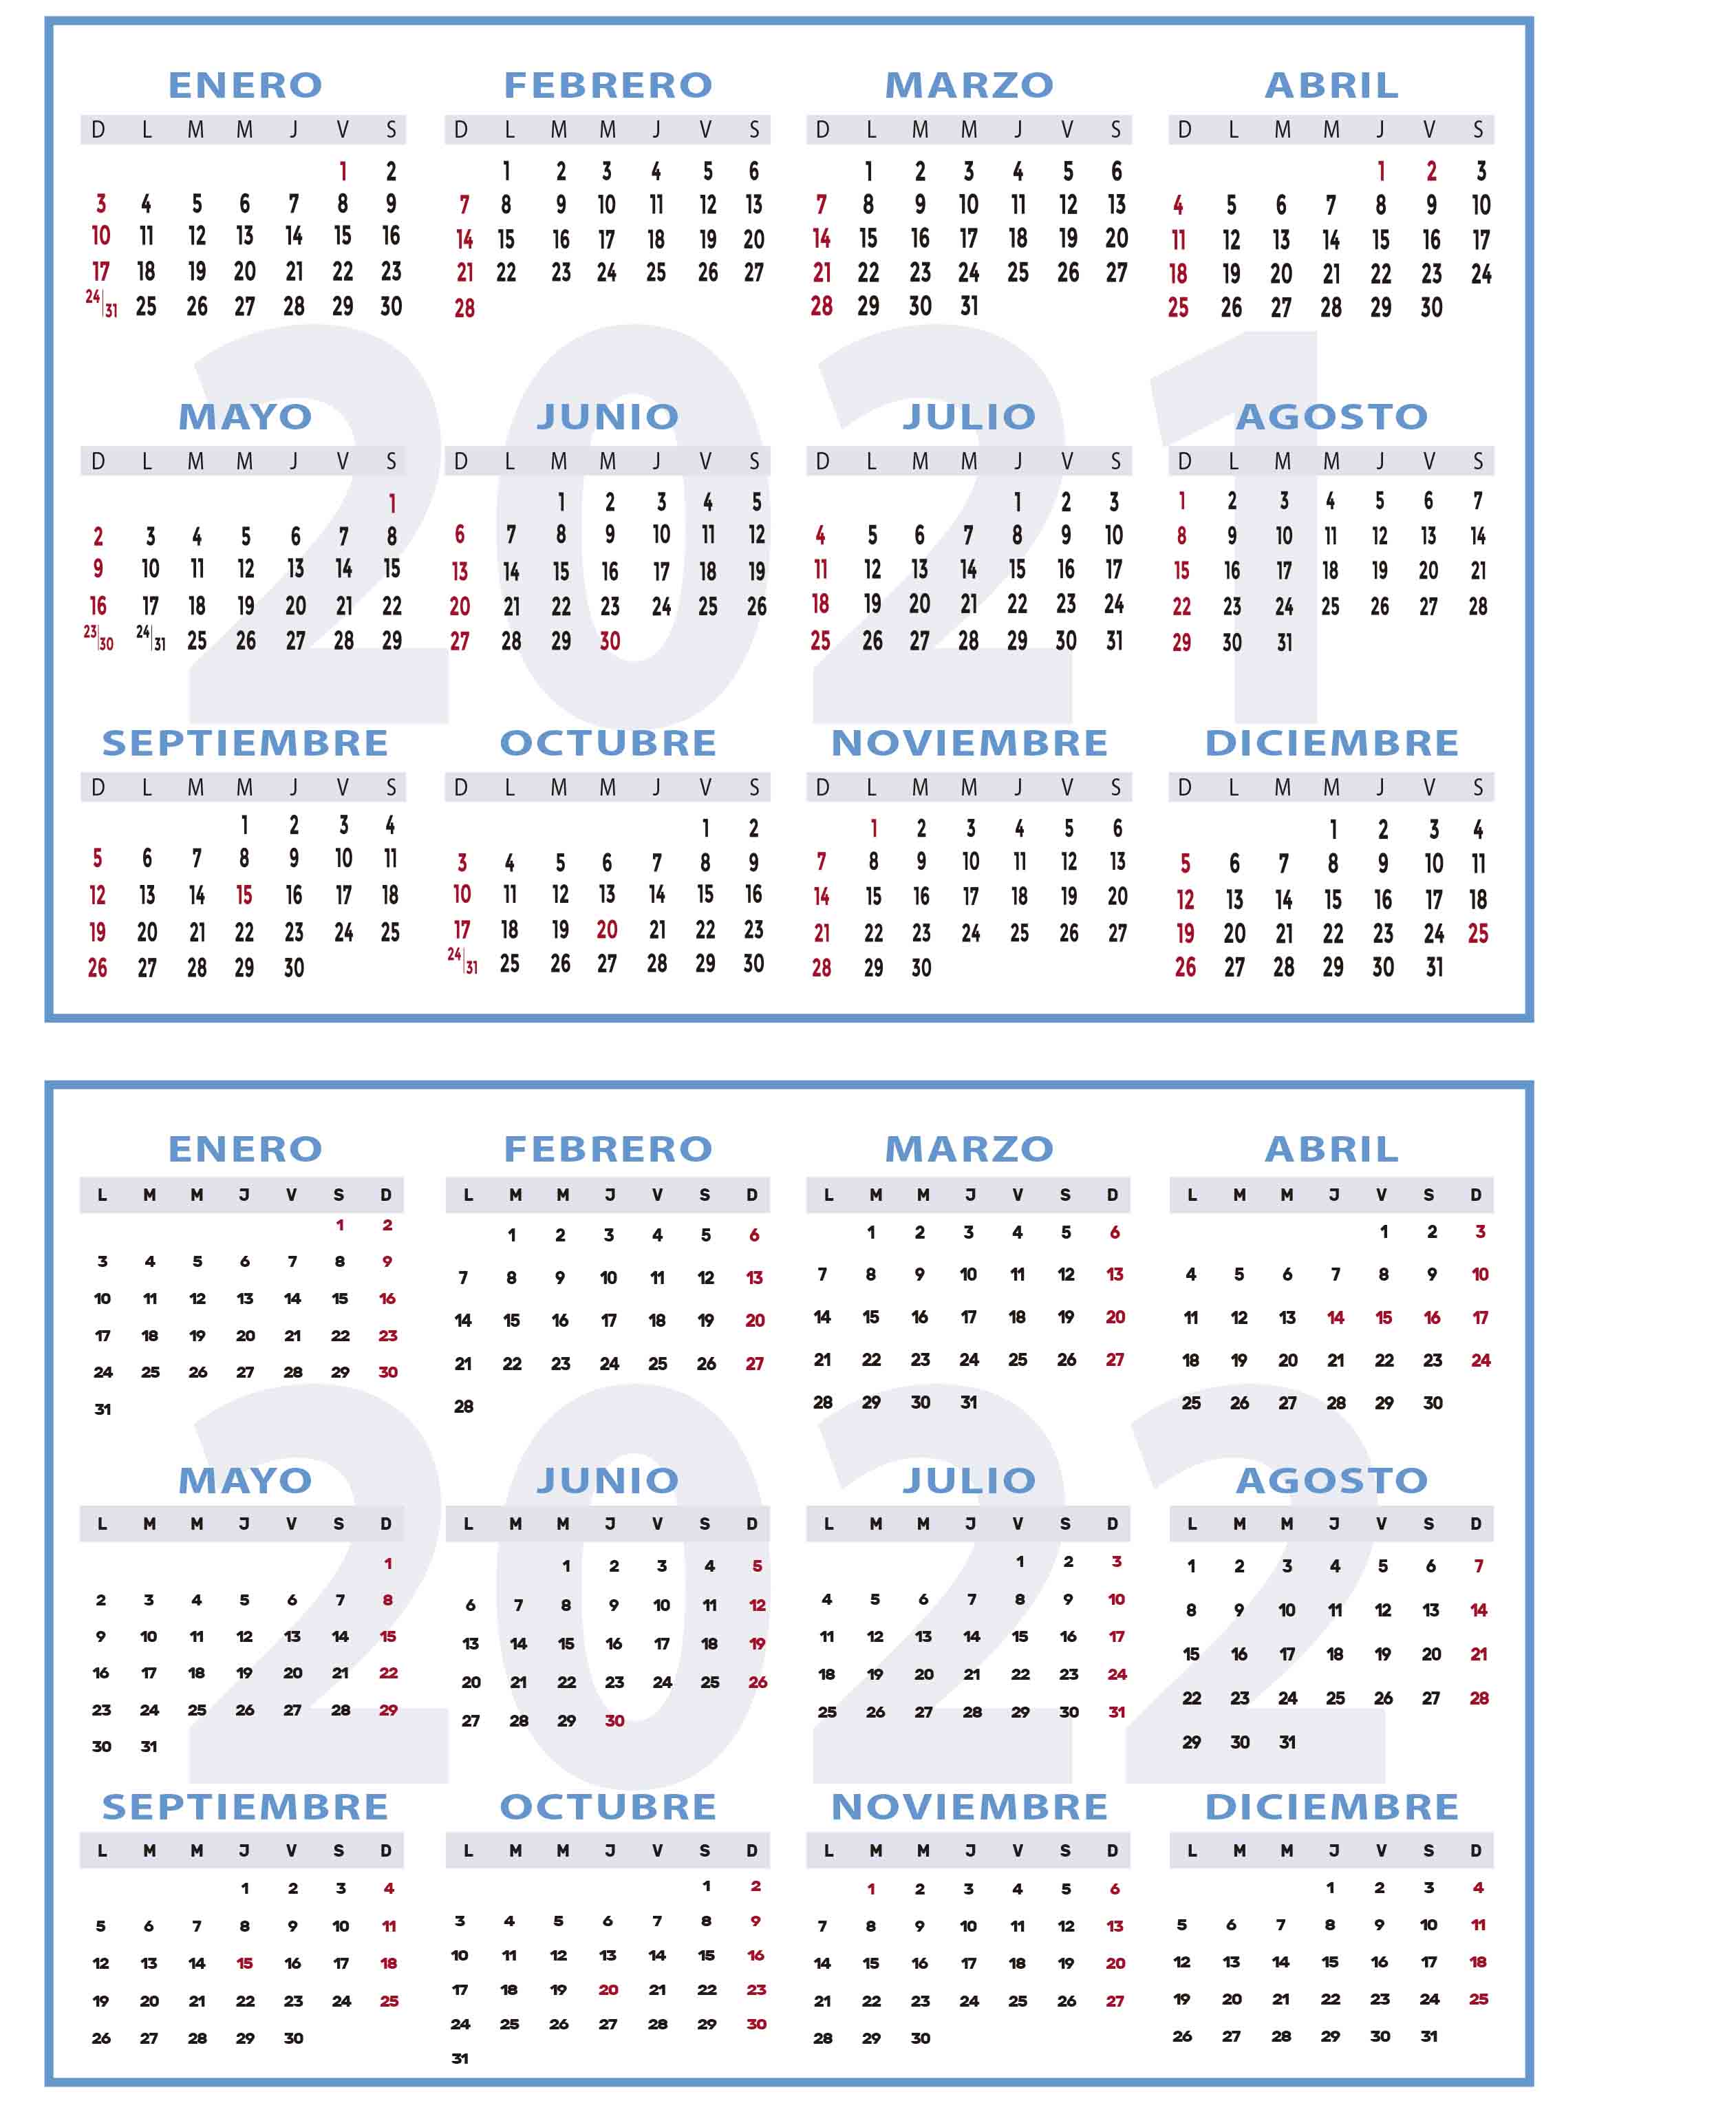 2021
ENERO FEBRERO MARZO ABRIL
D L M M J V S D L M M J V S D L M M J V S D L M M J V S
1 2 1 2 3 4 5 6 1 2 3 4 5 6 1 2 3
3 4 5 6 7 8 9 7 8 9 10 11 12 13 7 8 9 10 11 12 13 4 5 6 7 8 9 10
10 11 12 13 14 15 16 14 15 16 17 18 19 20 14 15 16 17 18 19 20 11 12 13 14 15 16 17
17 18 19 20 21 22 23 21 22 23 24 25 26 27 21 22 23 24 25 26 27 18 19 20 21 22 23 24
24|31 25 26 27 28 29 30 28 28 29 30 31 25 26 27 28 29 30
MAYO JUNIO JULIO AGOSTO
D L M M J V S D L M M J V S D L M M J V S D L M M J V S
1 1 2 3 4 5 1 2 3 1 2 3 4 5 6 7
2 3 4 5 6 7 8 6 7 8 9 10 11 12 4 5 6 7 8 9 10 8 9 10 11 12 13 14
9 10 11 12 13 14 15 13 14 15 16 17 18 19 11 12 13 14 15 16 17 15 16 17 18 19 20 21
16 17 18 19 20 21 22 20 21 22 23 24 25 26 18 19 20 21 22 23 24 22 23 24 25 26 27 28
23|30 24|31 25 26 27 28 29 27 28 29 30 25 26 27 28 29 30 31 29 30 31
SEPTIEMBRE OCTUBRE NOVIEMBRE DICIEMBRE
D L M M J V S D L M M J V S D L M M J V S D L M M J V S
1 2 3 4 1 2 1 2 3 4 5 6 1 2 3 4
5 6 7 8 9 10 11 3 4 5 6 7 8 9 7 8 9 10 11 12 13 5 6 7 8 9 10 11
12 13 14 15 16 17 18 10 11 12 13 14 15 16 14 15 16 17 18 19 20 12 13 14 15 16 17 18
19 20 21 22 23 24 25 17 18 19 20 21 22 23 21 22 23 24 25 26 27 19 20 21 22 23 24 25
26 27 28 29 30 24|31 25 26 27 28 29 30 28 29 30 26 27 28 29 30 31
2022
ENERO FEBRERO MARZO ABRIL
L M M J V S D L M M J V S D L M M J V S D L M M J V S D
1 2 1 2 3 4 5 6 1 2 3 4 5 6 1 2 3
3 4 5 6 7 8 9 7 8 9 10 11 12 13 7 8 9 10 11 12 13 4 5 6 7 8 9 10
10 11 12 13 14 15 16 14 15 16 17 18 19 20 14 15 16 17 18 19 20 11 12 13 14 15 16 17
17 18 19 20 21 22 23 21 22 23 24 25 26 27 21 22 23 24 25 26 27 18 19 20 21 22 23 24
24 25 26 27 28 29 30 28 28 29 30 31 25 26 27 28 29 30
31
MAYO JUNIO JULIO AGOSTO
L M M J V S D L M M J V S D L M M J V S D L M M J V S D
1 1 2 3 4 5 1 2 3 1 2 3 4 5 6 7
2 3 4 5 6 7 8 6 7 8 9 10 11 12 4 5 6 7 8 9 10 8 9 10 11 12 13 14
9 10 11 12 13 14 15 13 14 15 16 17 18 19 11 12 13 14 15 16 17 15 16 17 18 19 20 21
16 17 18 19 20 21 22 20 21 22 23 24 25 26 18 19 20 21 22 23 24 22 23 24 25 26 27 28
23 24 25 26 27 28 29 27 28 29 30 25 26 27 28 29 30 31 29 30 31
30 31
SEPTIEMBRE OCTUBRE NOVIEMBRE DICIEMBRE
L M M J V S D L M M J V S D L M M J V S D L M M J V S D
1 2 3 4 1 2 1 2 3 4 5 6 1 2 3 4
5 6 7 8 9 10 11 3 4 5 6 7 8 9 7 8 9 10 11 12 13 5 6 7 8 9 10 11
12 13 14 15 16 17 18 10 11 12 13 14 15 16 14 15 16 17 18 19 20 12 13 14 15 16 17 18
19 20 21 22 23 24 25 17 18 19 20 21 22 23 21 22 23 24 25 26 27 19 20 21 22 23 24 25
26 27 28 29 30 24 25 26 27 28 29 30 28 29 30 26 27 28 29 30 31
31